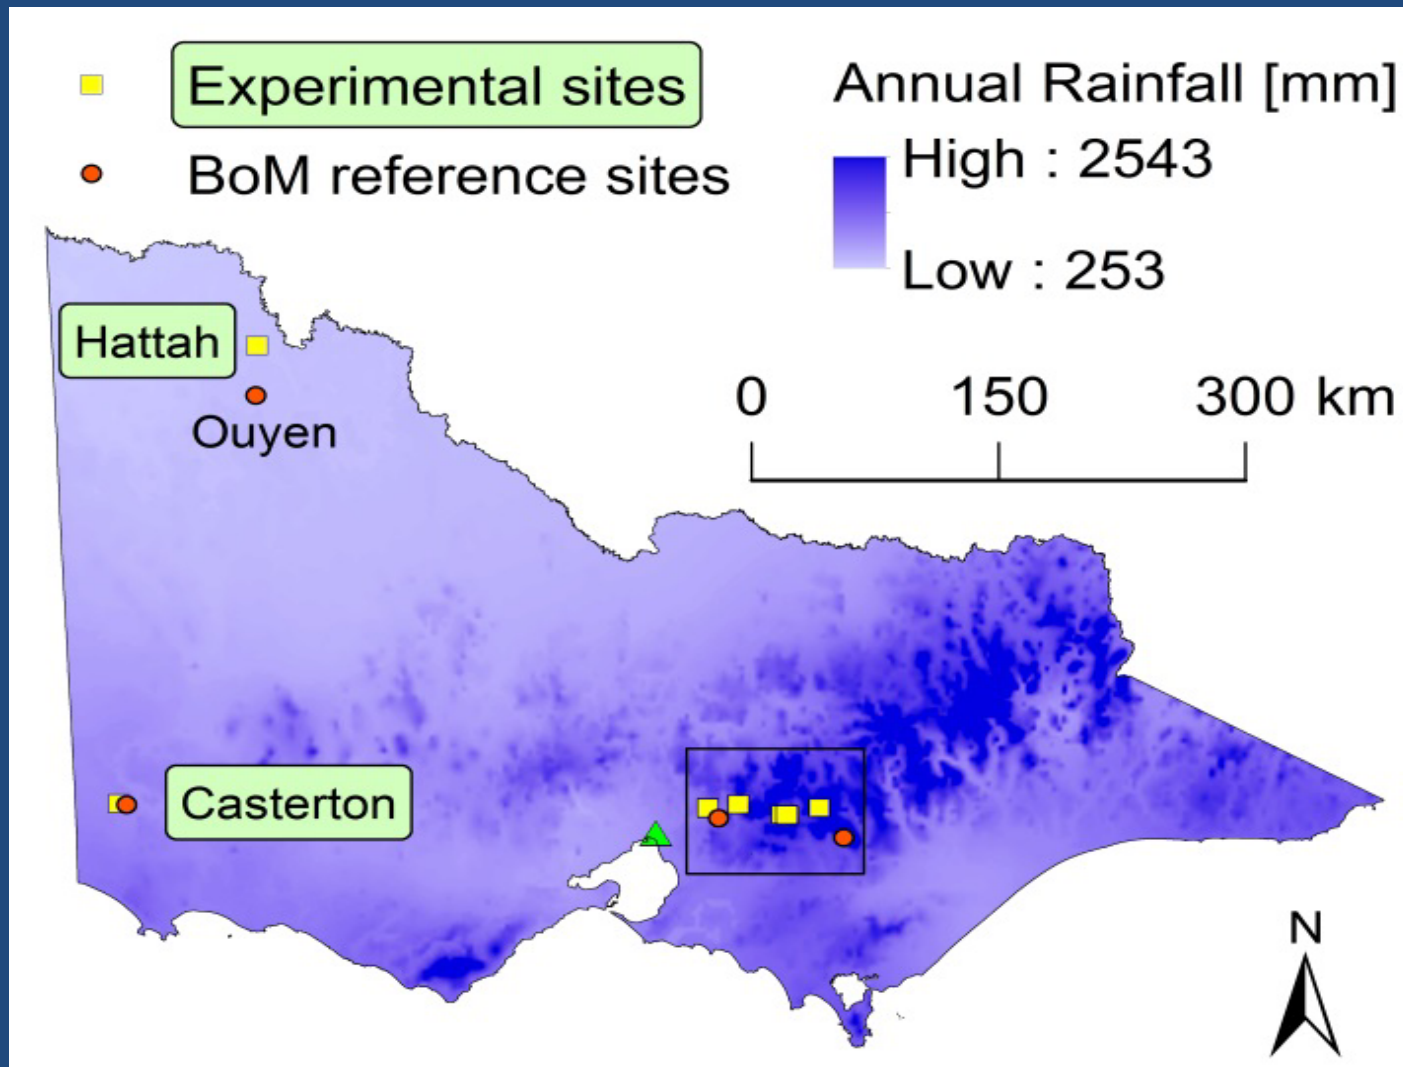 Experimental sites
BoM reference sites
Annual Rainfall [mm]
High : 2543
Low : 253
Hattah
Ouyen
0 150 300 km
Casterton
N